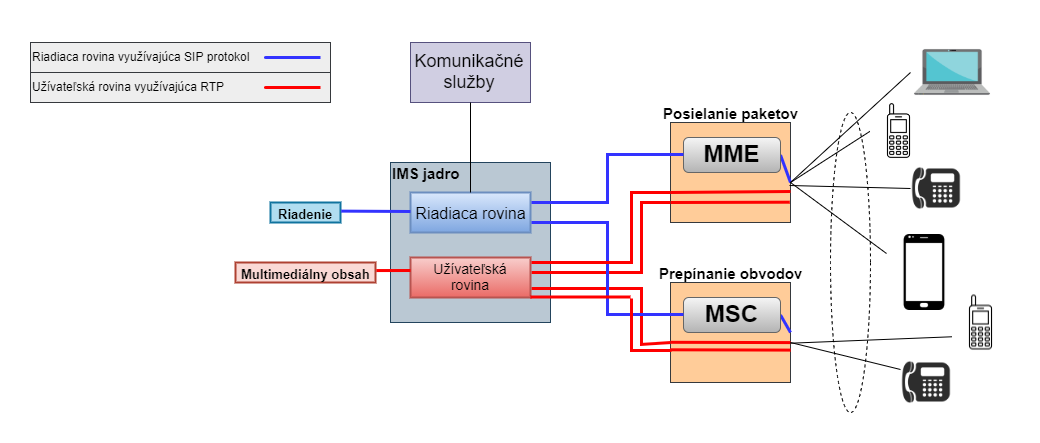 Riadiaca rovina využívajúca SIP protokol
Užívateľská rovina využívajúca RTP
Komunikačné
služby
Posielanie paketov
MME
IMS jadro
Riadiaca rovina
Riadenie
Multimediálny obsah
Užívateľská
rovina
Prepínanie obvodov
MSC